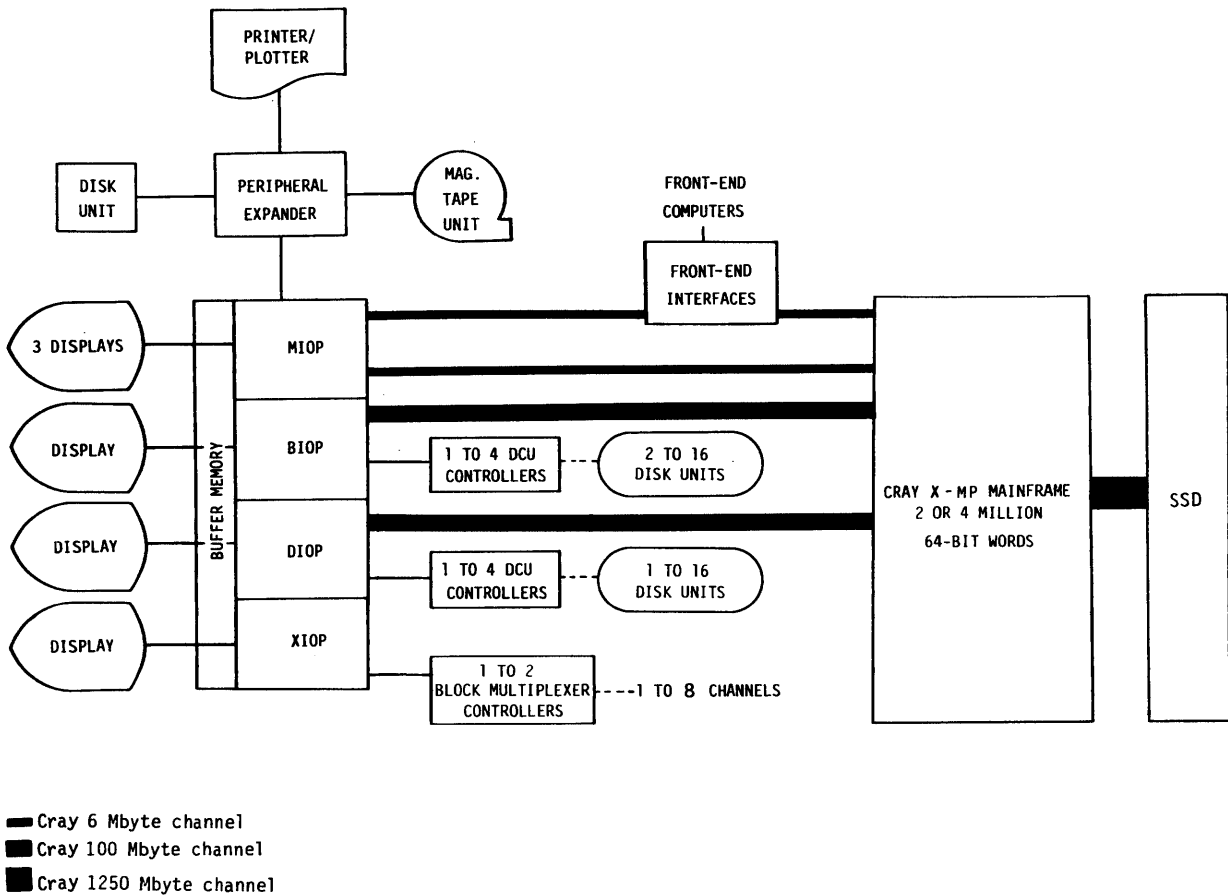 PRINTER/
PLOTTER
DISK
UNIT
PERIPHERAL
EXPANDER
MAG.
TAPE
UNIT
FRONT-END
COMPUTERS
FRONT-END
INTERFACES
3 DISPLAYS
DISPLAY
DISPLAY
DISPLAY
BUFFER MEMORY
MIOP
BIOP
DIOP
XIOP
1 TO 4 DCU
CONTROLLERS
2 TO 16
DISK UNITS
1 TO 4 DCU
CONTROLLERS
1 TO 16
DISK UNITS
1 TO 2
BLOCK MULTIPLEXER
CONTROLLERS
1 TO 8 CHANNELS
CRAY X-MP MAINFRAME
2 OR 4 MILLION
64-BIT WORDS
SSD
Cray 6 Mbyte channel
Cray 100 Mbyte channel
Cray 1250 Mbyte channel